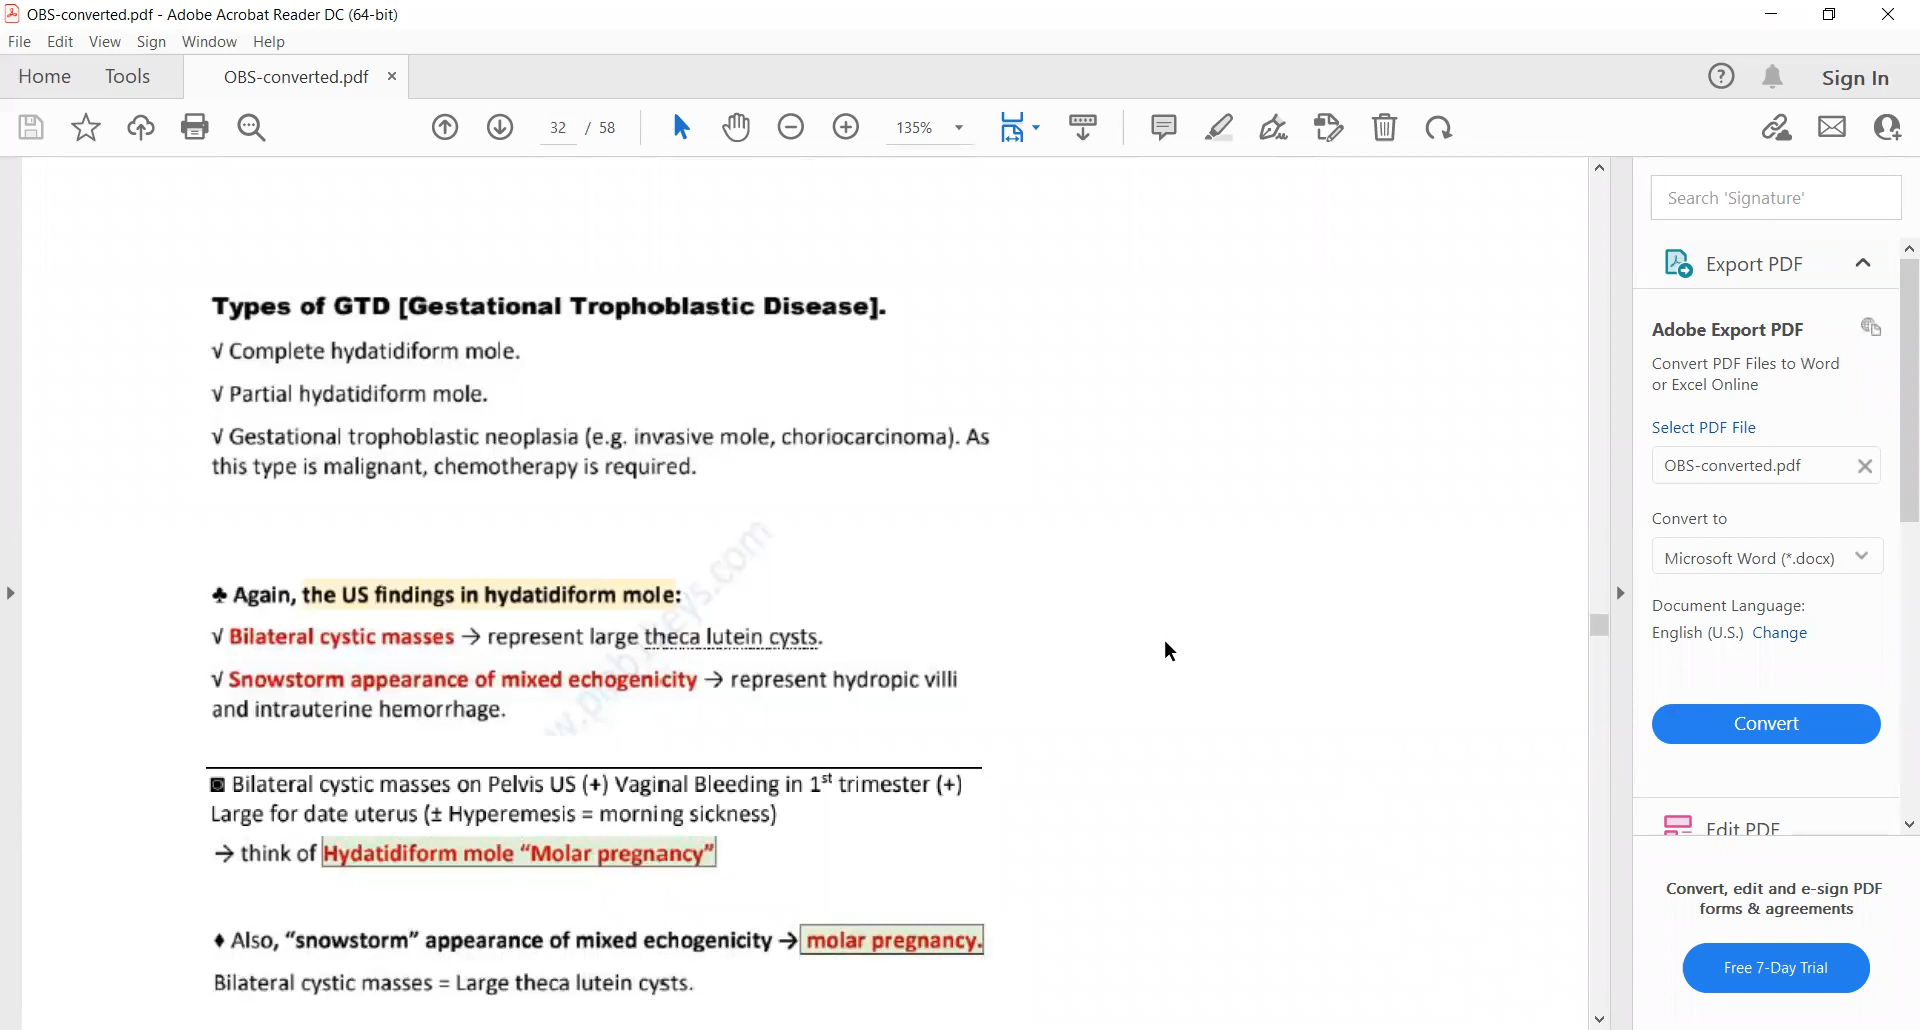 OBS-converted.pdf - Adobe Acrobat Reader DC (64-bit)
File Edit View Sign Window Help
Home Tools OBS-converted.pdf × Sign In
32 / 58 135%
Types of GTD [Gestational Trophoblastic Disease].
√ Complete hydatidiform mole.
√ Partial hydatidiform mole.
√ Gestational trophoblastic neoplasia (e.g. invasive mole, choriocarcinoma). As
this type is malignant, chemotherapy is required.
♣ Again, the US findings in hydatidiform mole:
√ Bilateral cystic masses → represent large theca lutein cysts.
√ Snowstorm appearance of mixed echogenicity → represent hydropic villi
and intrauterine hemorrhage.
◙ Bilateral cystic masses on Pelvis US (+) Vaginal Bleeding in 1st trimester (+)
Large for date uterus (± Hyperemesis = morning sickness)
→ think of Hydatidiform mole “Molar pregnancy”
♦ Also, “snowstorm” appearance of mixed echogenicity → molar pregnancy.
Bilateral cystic masses = Large theca lutein cysts.
Search 'Signature'
Export PDF
Adobe Export PDF
Convert PDF Files to Word
or Excel Online
Select PDF File
OBS-converted.pdf
Convert to
Microsoft Word (*.docx)
Document Language:
English (U.S.) Change
Convert
Edit PDF
Convert, edit and e-sign PDF
forms & agreements
Free 7-Day Trial